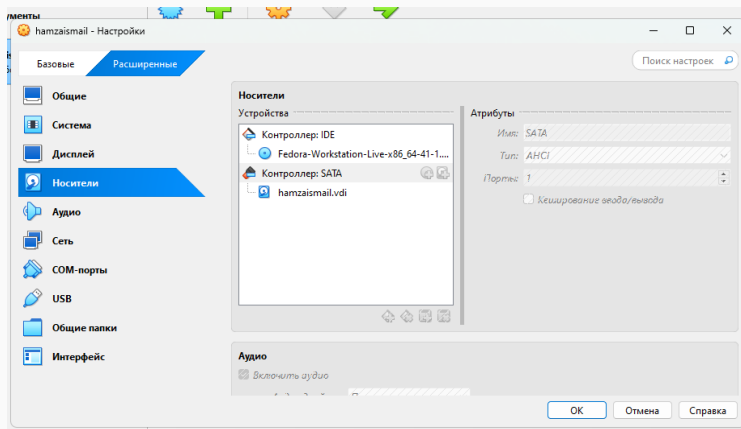 ументы
hamzaismail - Настройки
Базовые
Расширенные
Поиск настроек
Общие
Система
Дисплей
Носители
Аудио
Сеть
COM-порты
USB
Общие папки
Интерфейс
Носители
Устройства
Контроллер: IDE
Fedora-Workstation-Live-x86_64-41-1....
Контроллер: SATA
hamzaismail.vdi
Атрибуты
Имя: SATA
Тип: AHCI
Порты: 1
Кеширование ввода/вывода
Аудио
Включить аудио
OK
Отмена
Справка